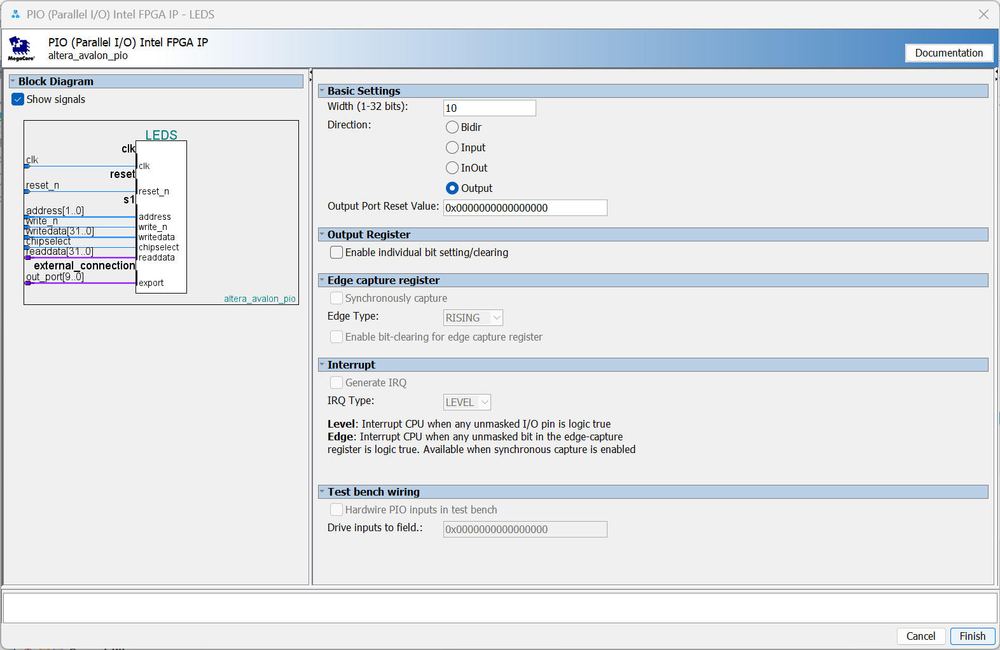 PIO (Parallel I/O) Intel FPGA IP - LEDS
MegaCore®
PIO (Parallel I/O) Intel FPGA IP
altera_avalon_pio
Documentation
Block Diagram
Show signals
LEDS
clk
clk
clk
reset
reset_n
reset_n
s1
address[1..0]
address
write_n
write_n
writedata[31..0]
writedata
chipselect
chipselect
readdata[31..0]
readdata
external_connection
out_port[9..0]
export
altera_avalon_pio
Basic Settings
Width (1-32 bits): 10
Direction:
Bidir
Input
InOut
Output
Output Port Reset Value: 0x0000000000000000
Output Register
Enable individual bit setting/clearing
Edge capture register
Synchronously capture
Edge Type: RISING
Enable bit-clearing for edge capture register
Interrupt
Generate IRQ
IRQ Type: LEVEL
Level: Interrupt CPU when any unmasked I/O pin is logic true
Edge: Interrupt CPU when any unmasked bit in the edge-capture
register is logic true. Available when synchronous capture is enabled
Test bench wiring
Hardwire PIO inputs in test bench
Drive inputs to field.: 0x0000000000000000
Cancel
Finish